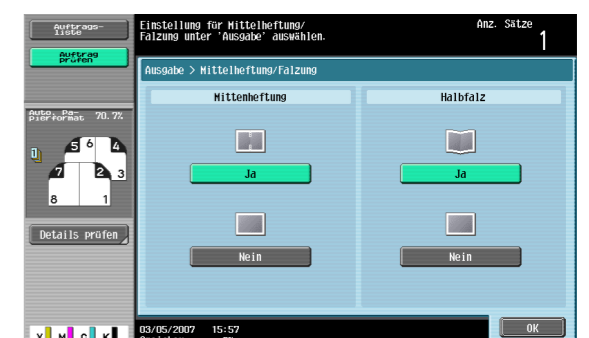 Auftrags-
liste
Auftrag
prüfen
Einstellung für Mittelheftung/
Falzung unter 'Ausgabe' auswählen.
Anz. Sätze
1
Ausgabe > Mittelheftung/Falzung
Mittenheftung
Halbfalz
Auto. Pa-
pierformat 70.7%
5 6 4
7 2 3
8 1
Ja
Ja
Details prüfen
Nein
Nein
Y M C K
03/05/2007 15:57
OK